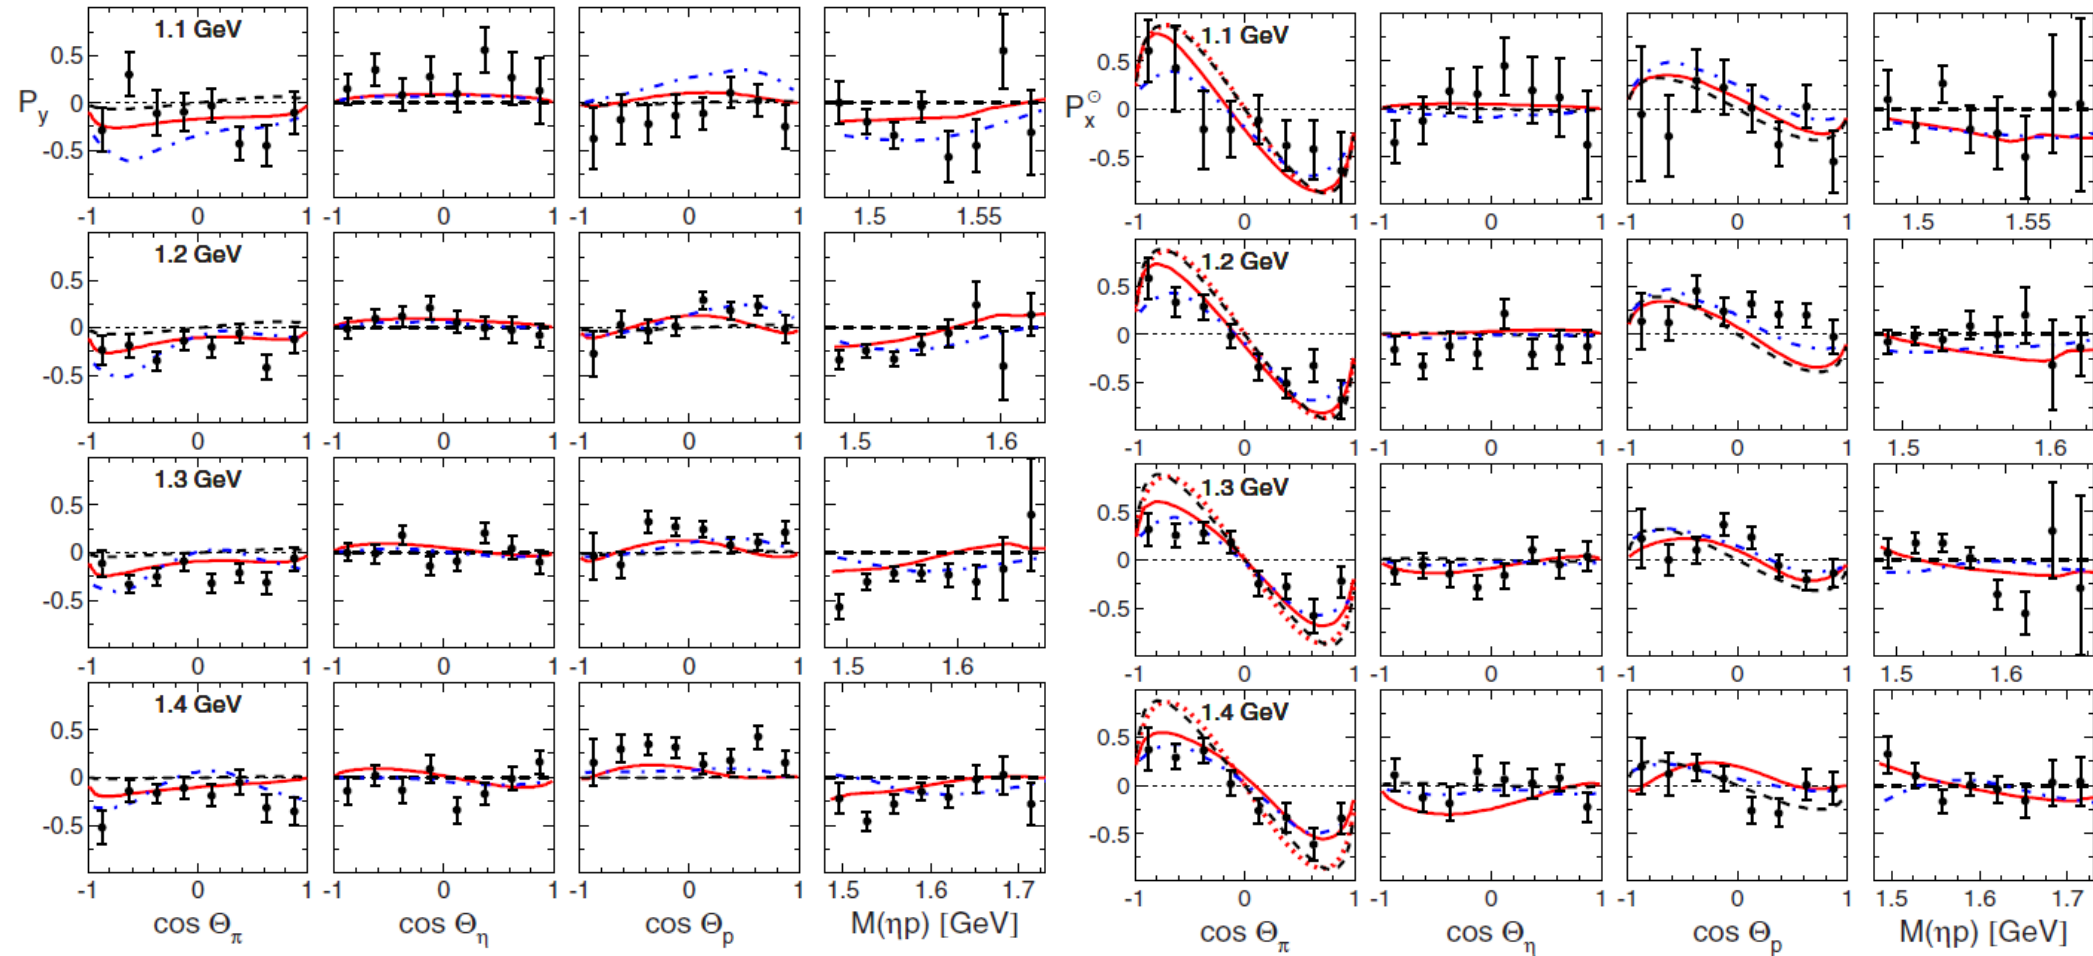 1.1 GeV
1.1 GeV
P_y
0.5
0
-0.5
P_x^⊙
0.5
0
-0.5
-1 0 1 -1 0 1 -1 0 1 1.5 1.55
-1 0 1 -1 0 1 -1 0 1 1.5 1.55
1.2 GeV
1.2 GeV
0.5
0
-0.5
0.5
0
-0.5
-1 0 1 -1 0 1 -1 0 1 1.5 1.6
-1 0 1 -1 0 1 -1 0 1 1.5 1.6
1.3 GeV
1.3 GeV
0.5
0
-0.5
0.5
0
-0.5
-1 0 1 -1 0 1 -1 0 1 1.5 1.6
-1 0 1 -1 0 1 -1 0 1 1.5 1.6
1.4 GeV
1.4 GeV
0.5
0
-0.5
0.5
0
-0.5
-1 0 1 -1 0 1 -1 0 1 1.5 1.6 1.7
-1 0 1 -1 0 1 -1 0 1 1.5 1.6 1.7
cos Θ_π cos Θ_η cos Θ_p M(ηp) [GeV]
cos Θ_π cos Θ_η cos Θ_p M(ηp) [GeV]